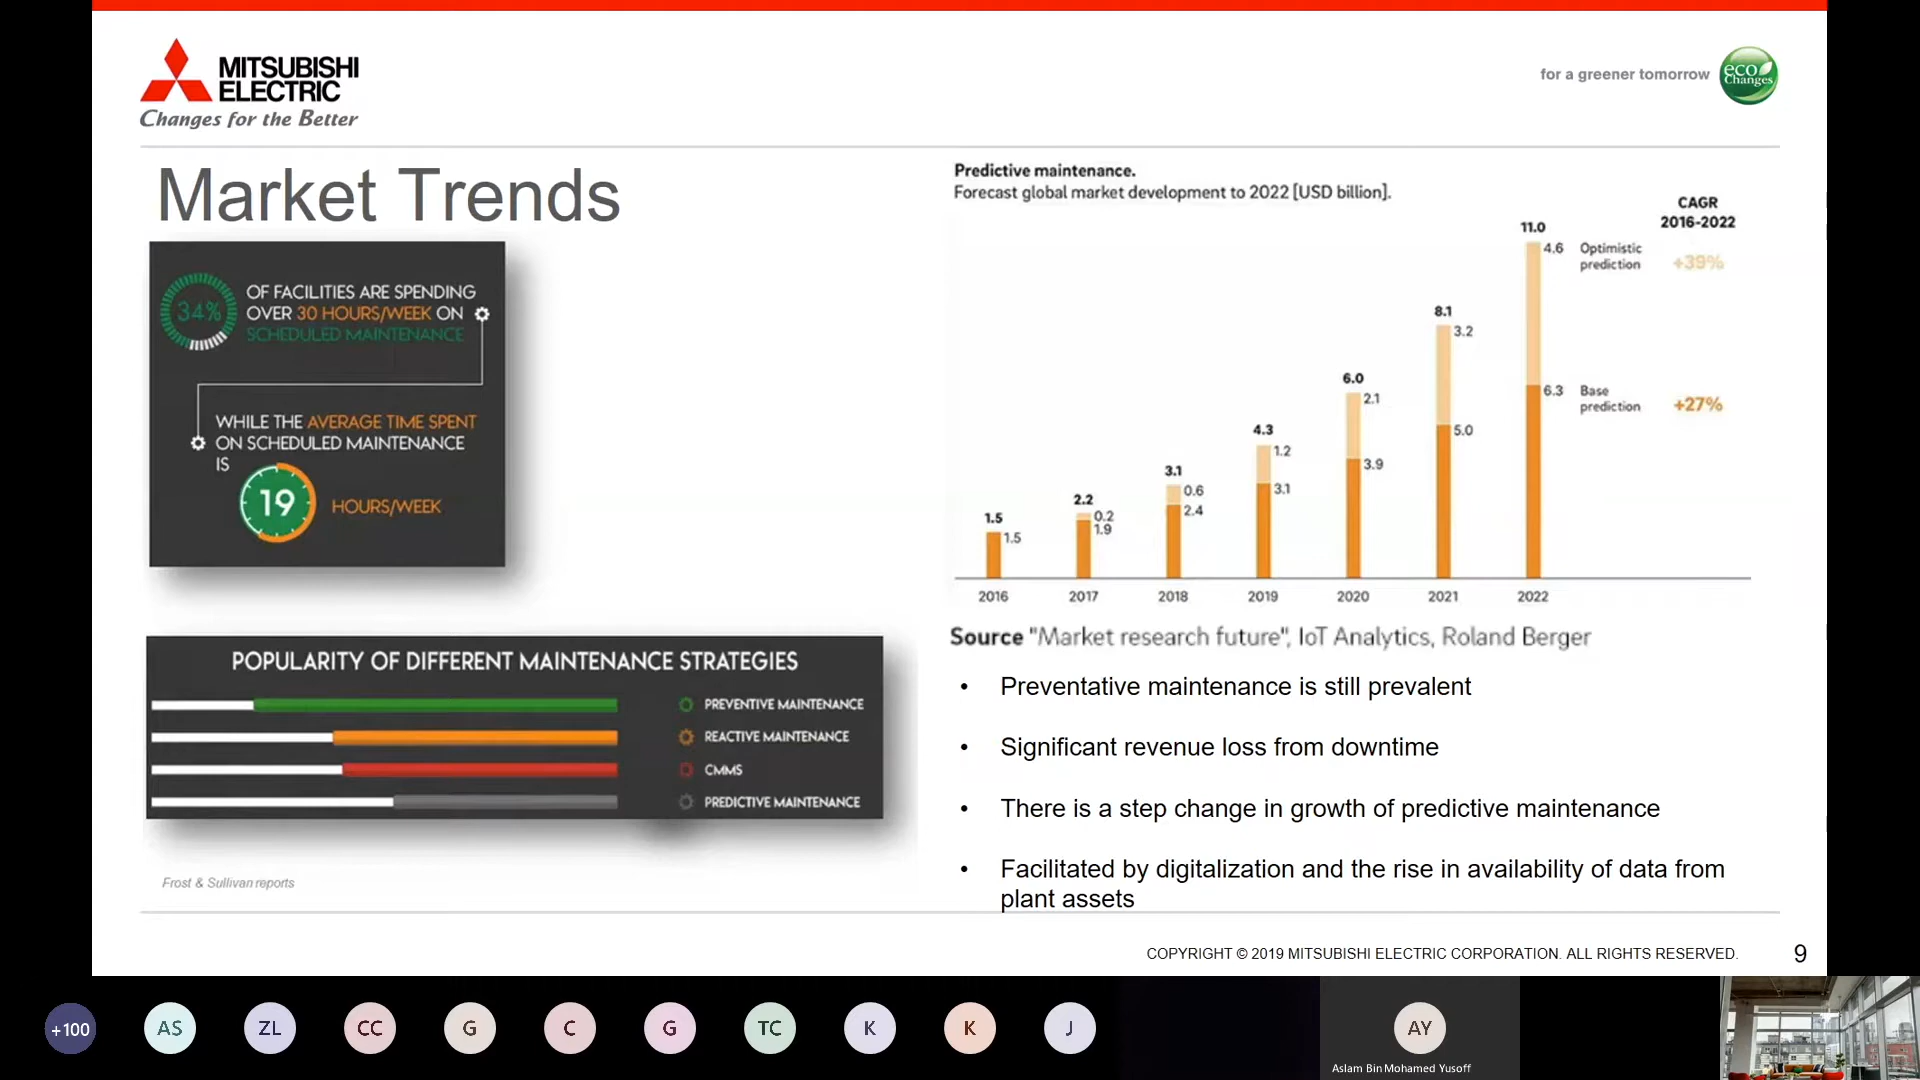 MITSUBISHI
ELECTRIC
Changes for the Better
for a greener tomorrow
eco
Changes
Market Trends
34%
OF FACILITIES ARE SPENDING
OVER 30 HOURS/WEEK ON
SCHEDULED MAINTENANCE
WHILE THE AVERAGE TIME SPENT
ON SCHEDULED MAINTENANCE
IS
19
HOURS/WEEK
POPULARITY OF DIFFERENT MAINTENANCE STRATEGIES
PREVENTIVE MAINTENANCE
REACTIVE MAINTENANCE
CMMS
PREDICTIVE MAINTENANCE
Frost & Sullivan reports
Predictive maintenance.
Forecast global market development to 2022 [USD billion].
CAGR
2016-2022
11.0
4.6
Optimistic
prediction
+39%
8.1
3.2
6.0
2.1
6.3
Base
prediction
+27%
4.3
1.2
5.0
3.1
0.6
3.9
2.2
0.2
3.1
2.4
1.5
1.5
1.9
2016
2017
2018
2019
2020
2021
2022
Source "Market research future", IoT Analytics, Roland Berger
• Preventative maintenance is still prevalent
• Significant revenue loss from downtime
• There is a step change in growth of predictive maintenance
• Facilitated by digitalization and the rise in availability of data from
plant assets
COPYRIGHT © 2019 MITSUBISHI ELECTRIC CORPORATION. ALL RIGHTS RESERVED.
9
+100
AS
ZL
CC
G
C
G
TC
K
K
J
AY
Aslam Bin Mohamed Yusoff